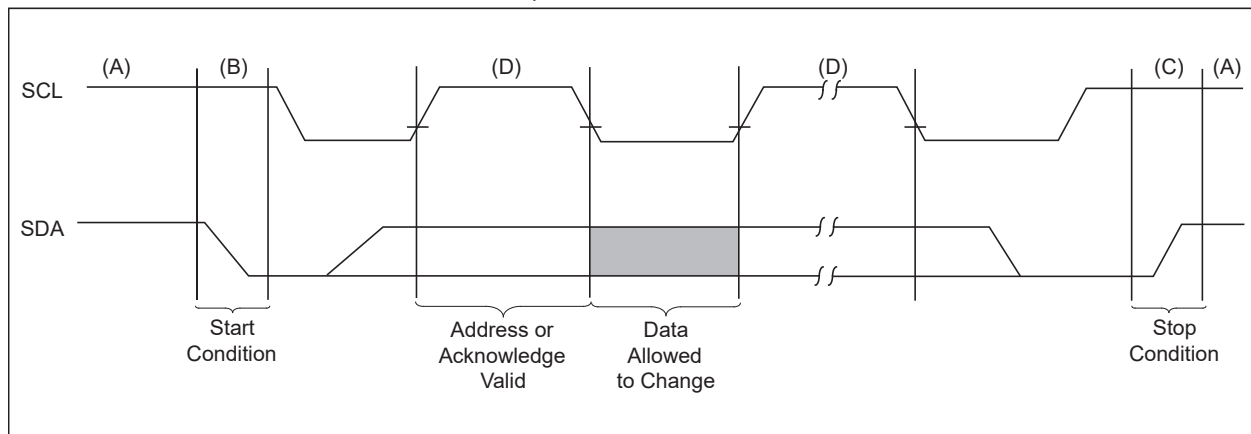 (A) (B) (D) (D) (C) (A)
SCL
SDA
Start
Condition
Address or
Acknowledge
Valid
Data
Allowed
to Change
Stop
Condition